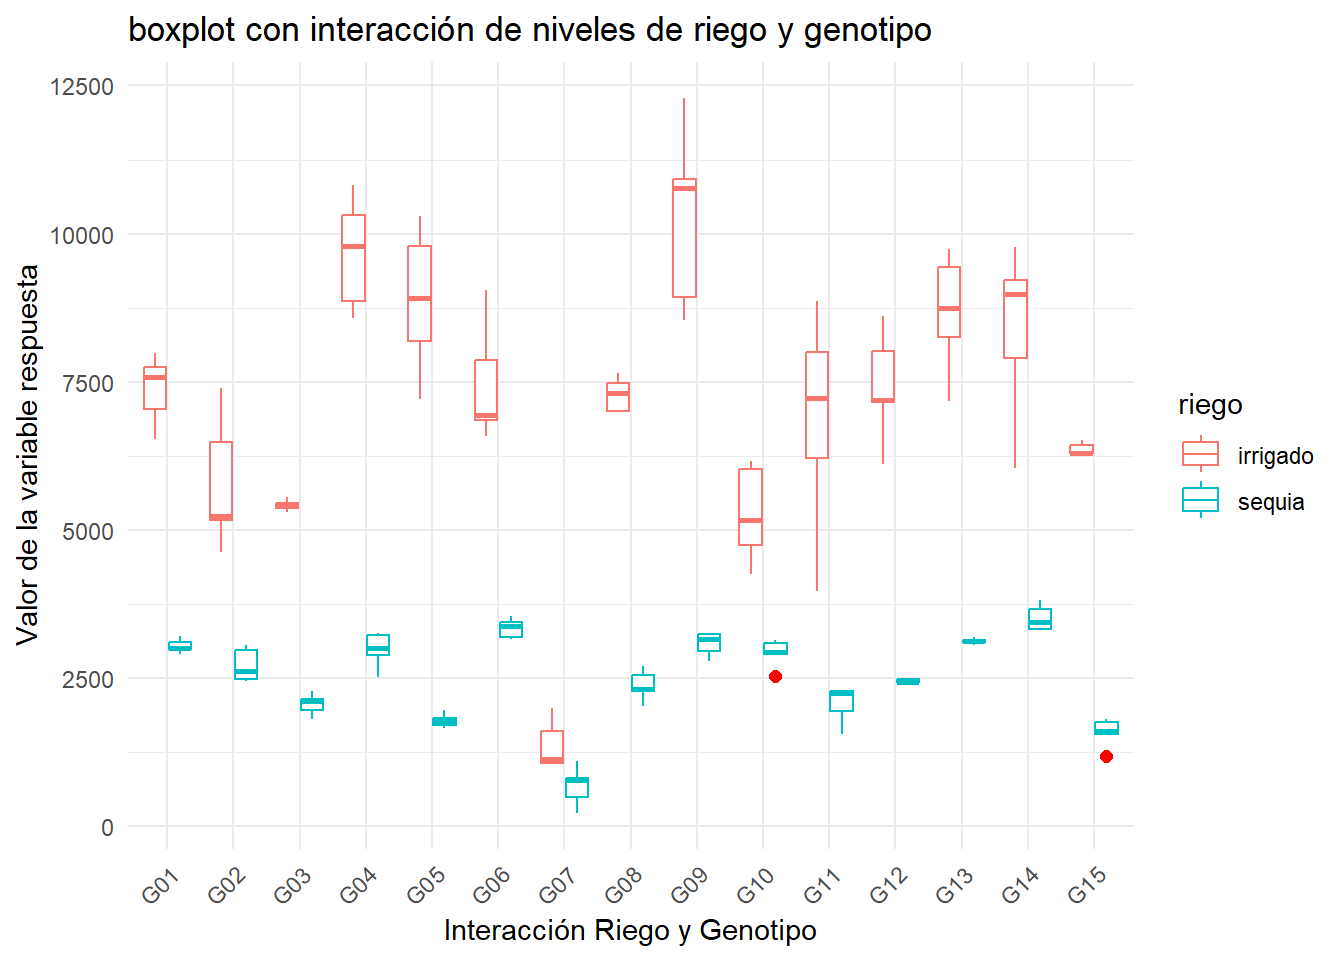 boxplot con interacción de niveles de riego y genotipo
Valor de la variable respuesta
12500
10000
7500
5000
2500
0
G01 G02 G03 G04 G05 G06 G07 G08 G09 G10 G11 G12 G13 G14 G15
Interacción Riego y Genotipo
riego
irrigado
sequia